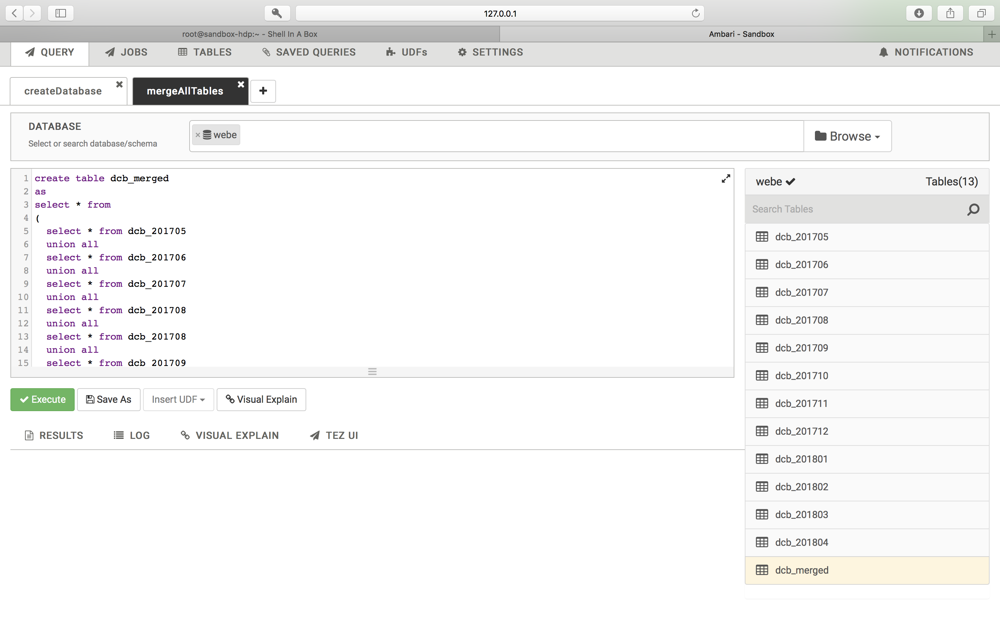 127.0.0.1
root@sandbox-hdp:~ - Shell In A Box
Ambari - Sandbox
QUERY
JOBS
TABLES
SAVED QUERIES
UDFs
SETTINGS
NOTIFICATIONS
createDatabase
mergeAllTables
DATABASE
Select or search database/schema
× webe
Browse
1 create table dcb_merged
2 as
3 select * from
4 (
5 select * from dcb_201705
6 union all
7 select * from dcb_201706
8 union all
9 select * from dcb_201707
10 union all
11 select * from dcb_201708
12 union all
13 select * from dcb_201708
14 union all
15 select * from dcb_201709
Execute
Save As
Insert UDF
Visual Explain
RESULTS
LOG
VISUAL EXPLAIN
TEZ UI
webe
Tables(13)
Search Tables
dcb_201705
dcb_201706
dcb_201707
dcb_201708
dcb_201709
dcb_201710
dcb_201711
dcb_201712
dcb_201801
dcb_201802
dcb_201803
dcb_201804
dcb_merged